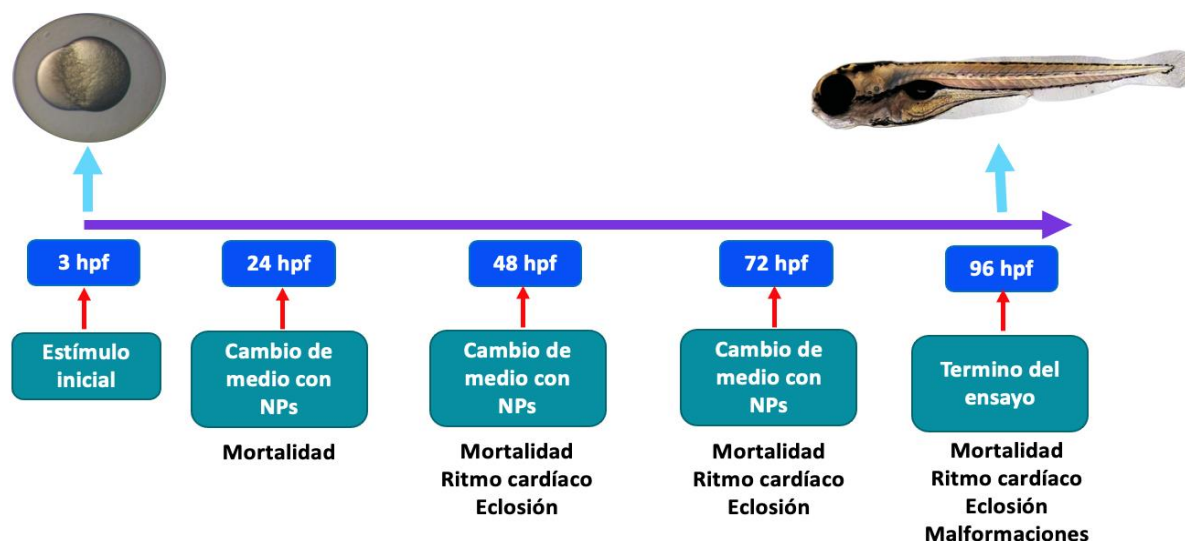 3 hpf
24 hpf
48 hpf
72 hpf
96 hpf
Estímulo
inicial
Cambio de
medio con
NPs
Cambio de
medio con
NPs
Cambio de
medio con
NPs
Termino del
ensayo
Mortalidad
Mortalidad
Ritmo cardíaco
Eclosión
Mortalidad
Ritmo cardíaco
Eclosión
Mortalidad
Ritmo cardíaco
Eclosión
Malformaciones